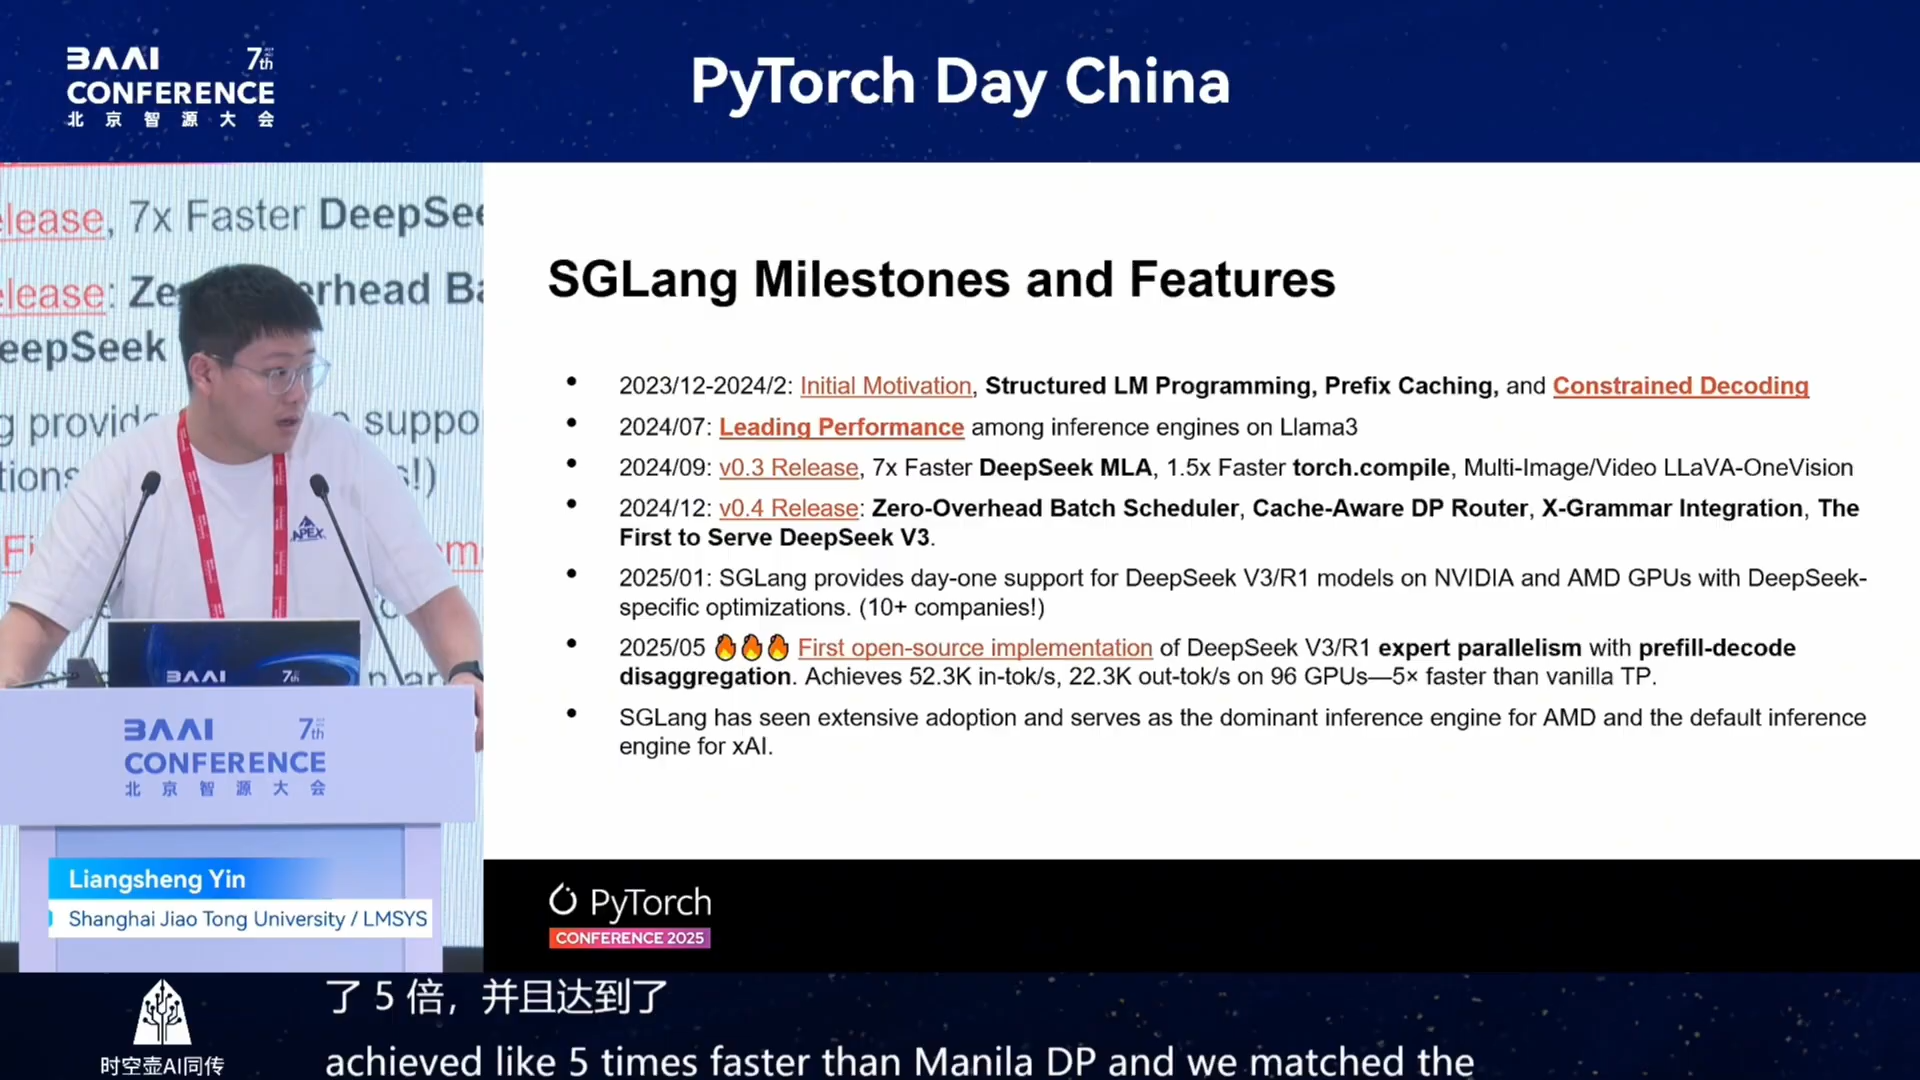 BAAI 7th
CONFERENCE
北京智源大会
PyTorch Day China
elease, 7x Faster DeepSee
elease: Ze rhead Ba
eepSeek
g provid suppo
tions s!)
SGLang Milestones and Features
• 2023/12-2024/2: Initial Motivation, Structured LM Programming, Prefix Caching, and Constrained Decoding
• 2024/07: Leading Performance among inference engines on Llama3
• 2024/09: v0.3 Release, 7x Faster DeepSeek MLA, 1.5x Faster torch.compile, Multi-Image/Video LLaVA-OneVision
• 2024/12: v0.4 Release: Zero-Overhead Batch Scheduler, Cache-Aware DP Router, X-Grammar Integration, The
First to Serve DeepSeek V3.
• 2025/01: SGLang provides day-one support for DeepSeek V3/R1 models on NVIDIA and AMD GPUs with DeepSeek-
specific optimizations. (10+ companies!)
• 2025/05 🔥🔥🔥 First open-source implementation of DeepSeek V3/R1 expert parallelism with prefill-decode
disaggregation. Achieves 52.3K in-tok/s, 22.3K out-tok/s on 96 GPUs—5× faster than vanilla TP.
• SGLang has seen extensive adoption and serves as the dominant inference engine for AMD and the default inference
engine for xAI.
APEX
BAAI 7th
BAAI 7th
CONFERENCE
北京智源大会
Liangsheng Yin
Shanghai Jiao Tong University / LMSYS
PyTorch
CONFERENCE 2025
时空壶AI同传
了 5 倍，并且达到了
achieved like 5 times faster than Manila DP and we matched the